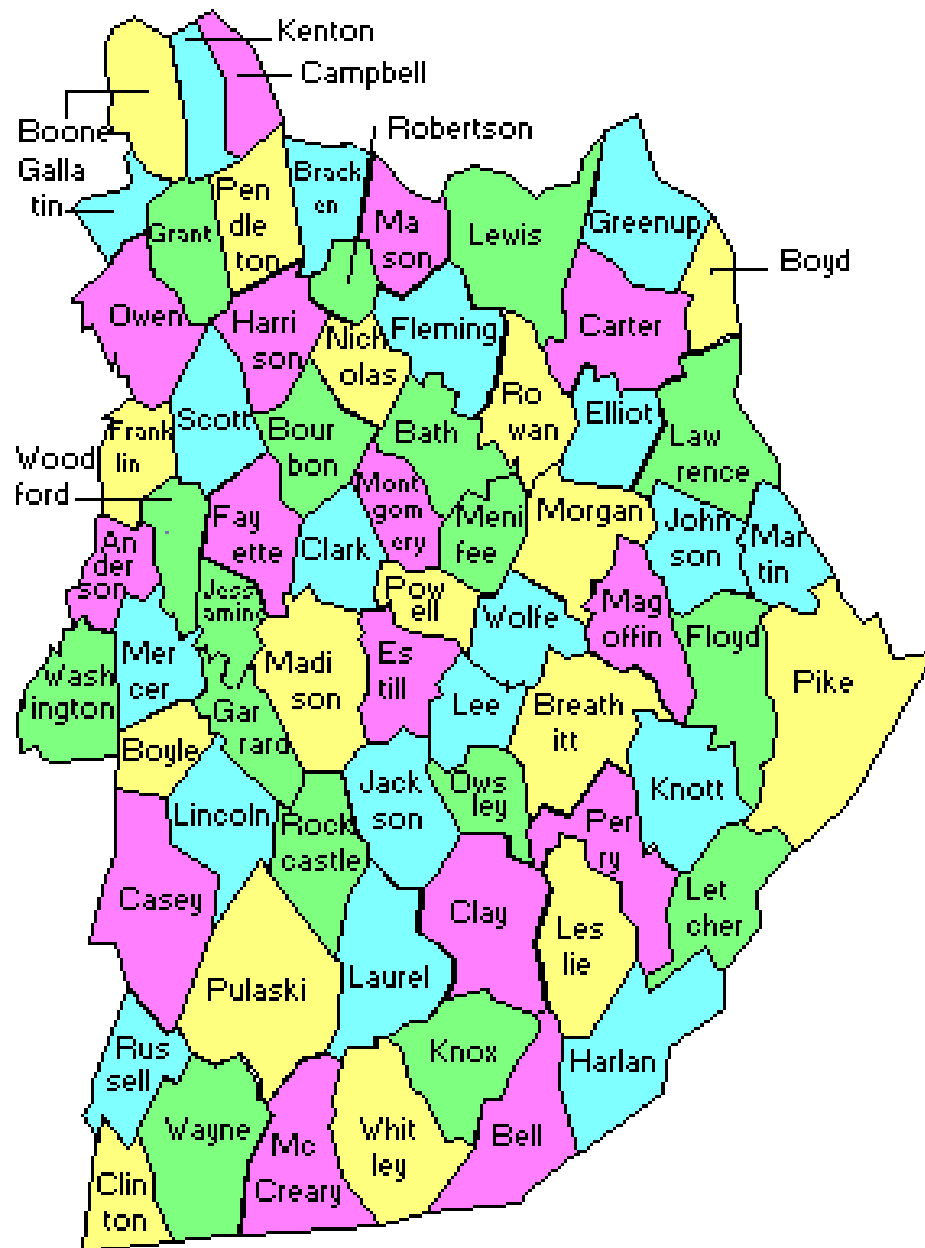 Kenton
Campbell
Boone
Robertson
Galla
tin
Brack
en
Pen
dle
ton
Grant
Ma
son
Lewis
Greenup
Boyd
Owen
Harri
son
Nich
olas
Fleming
Carter
Ro
wan
Elliot
Frank
lin
Scott
Bour
bon
Bath
Law
rence
Wood
ford
Mont
gom
ery
Meni
fee
Morgan
John
son
Mar
tin
An
der
son
Fay
ette
Clark
Jess
amine
Pow
ell
Wolfe
Mag
offin
Floyd
Pike
Wash
ington
Mer
cer
Madi
son
Es
till
Lee
Breath
itt
Gar
rard
Boyle
Lincoln
Rock
castle
Jack
son
Ows
ley
Per
ry
Knott
Casey
Clay
Les
lie
Let
cher
Pulaski
Laurel
Rus
sell
Knox
Harlan
Wayne
Mc
Creary
Whit
ley
Bell
Clin
ton